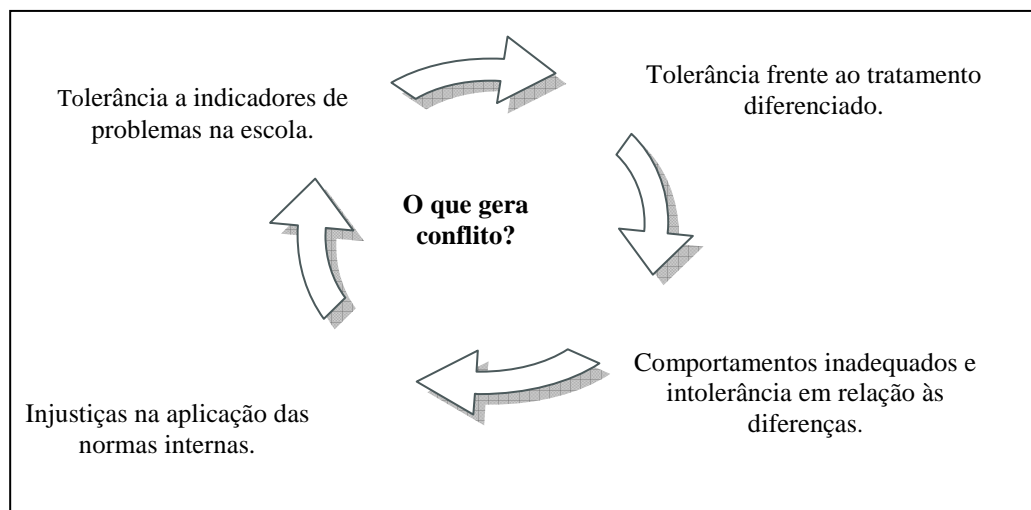 Tolerância a indicadores de
problemas na escola.
Tolerância frente ao tratamento
diferenciado.
O que gera
conflito?
Comportamentos inadequados e
intolerância em relação às
diferenças.
Injustiças na aplicação das
normas internas.